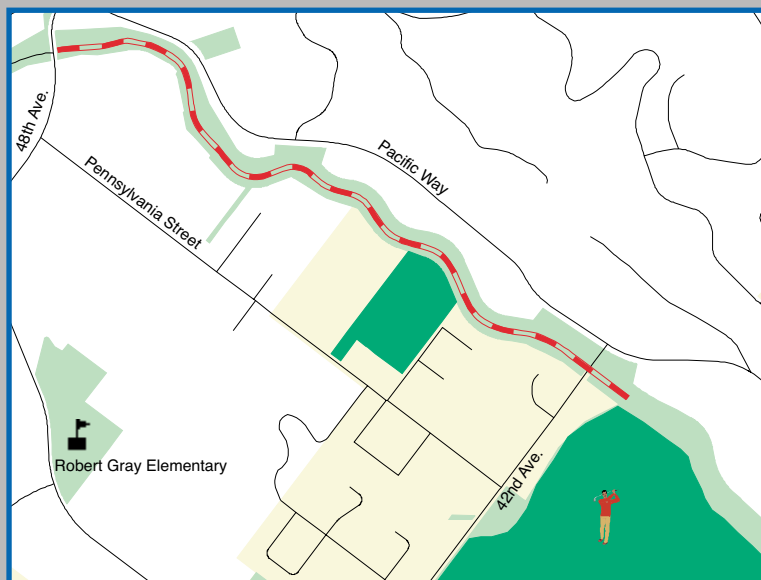 48th Ave.
Pacific Way
Pennsylvania Street
Robert Gray Elementary
42nd Ave.